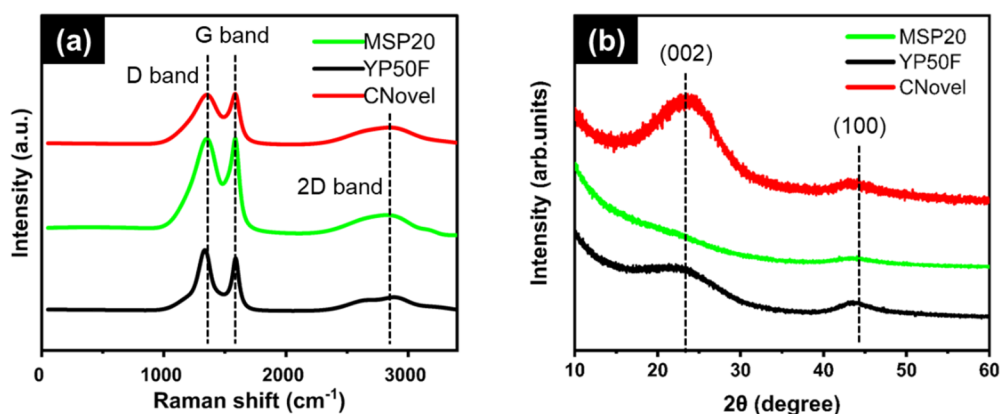 (a)
G band
D band
MSP20
YP50F
CNovel
2D band
Intensity (a.u.)
0 1000 2000 3000
Raman shift (cm⁻¹)
(b)
(002)
MSP20
YP50F
CNovel
(100)
Intensity (arb.units)
10 20 30 40 50 60
2θ (degree)